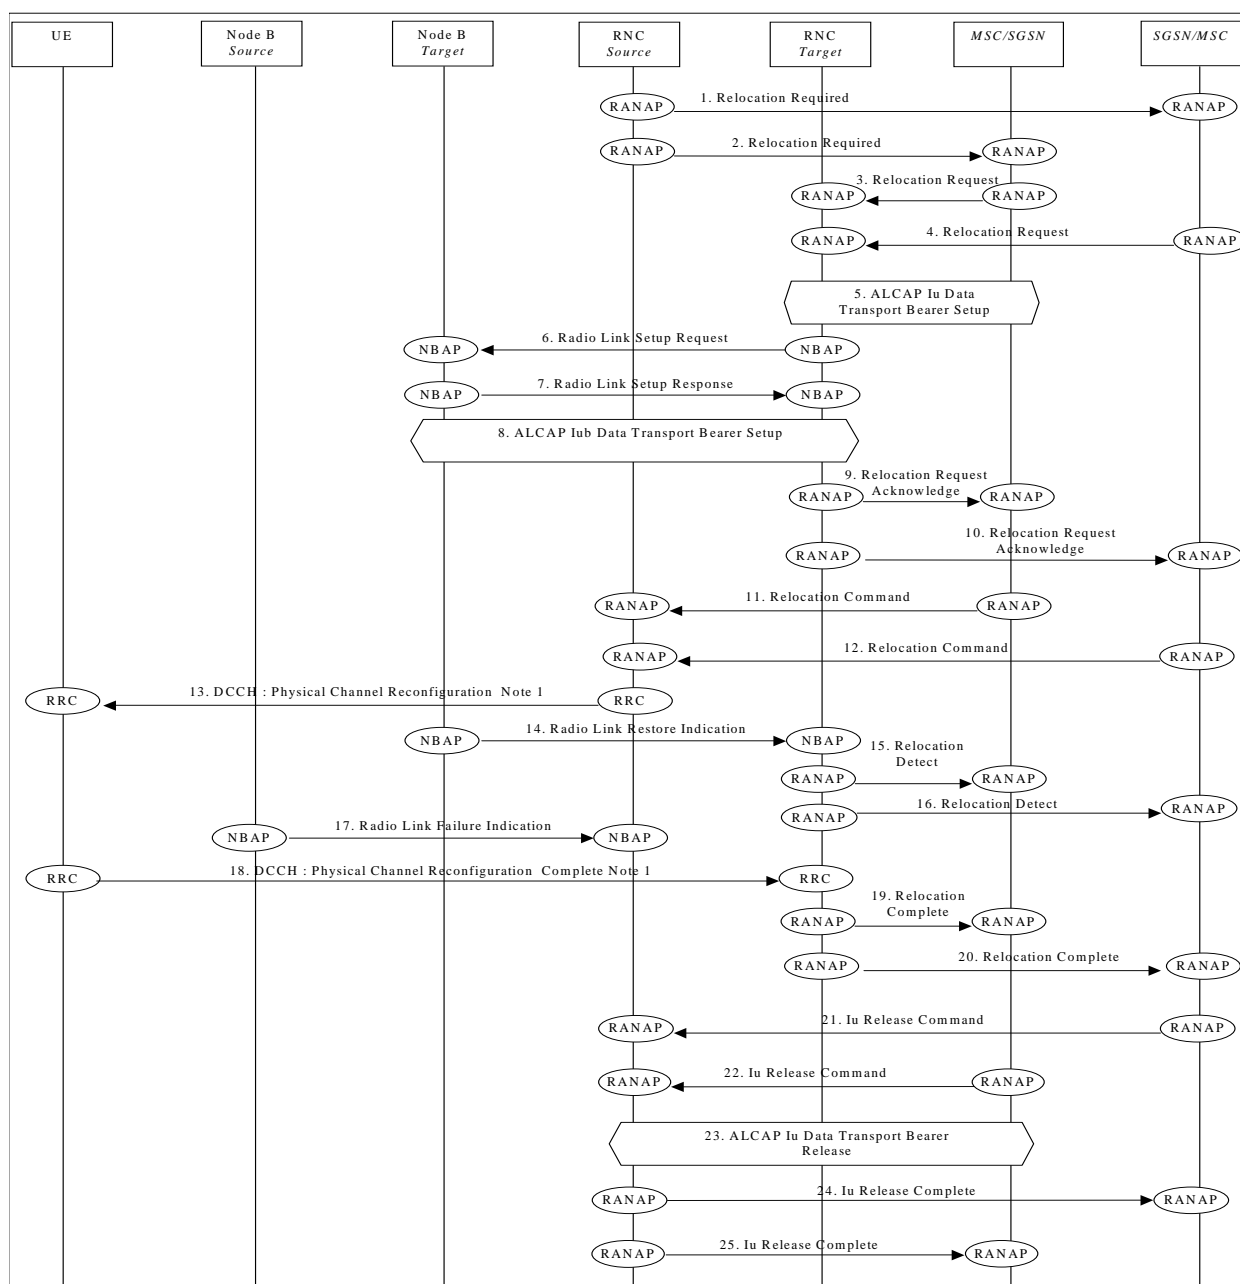 UE
Node B
Source
Node B
Target
RNC
Source
RNC
Target
MSC/SGSN
SGSN/MSC
RANAP
1. Relocation Required
RANAP
RANAP
2. Relocation Required
RANAP
RANAP
3. Relocation Request
RANAP
RANAP
4. Relocation Request
RANAP
5. ALCAP Iu Data
Transport Bearer Setup
NBAP
6. Radio Link Setup Request
NBAP
NBAP
7. Radio Link Setup Response
NBAP
8. ALCAP Iub Data Transport Bearer Setup
RANAP
9. Relocation Request
Acknowledge
RANAP
RANAP
10. Relocation Request
Acknowledge
RANAP
RANAP
11. Relocation Command
RANAP
RANAP
12. Relocation Command
RANAP
RRC
13. DCCH : Physical Channel Reconfiguration Note 1
RRC
NBAP
14. Radio Link Restore Indication
NBAP
RANAP
15. Relocation
Detect
RANAP
RANAP
16. Relocation Detect
RANAP
NBAP
17. Radio Link Failure Indication
NBAP
RRC
18. DCCH : Physical Channel Reconfiguration Complete Note 1
RRC
RANAP
19. Relocation
Complete
RANAP
RANAP
20. Relocation Complete
RANAP
RANAP
21. Iu Release Command
RANAP
RANAP
22. Iu Release Command
RANAP
23. ALCAP Iu Data Transport Bearer
Release
RANAP
24. Iu Release Complete
RANAP
RANAP
25. Iu Release Complete
RANAP